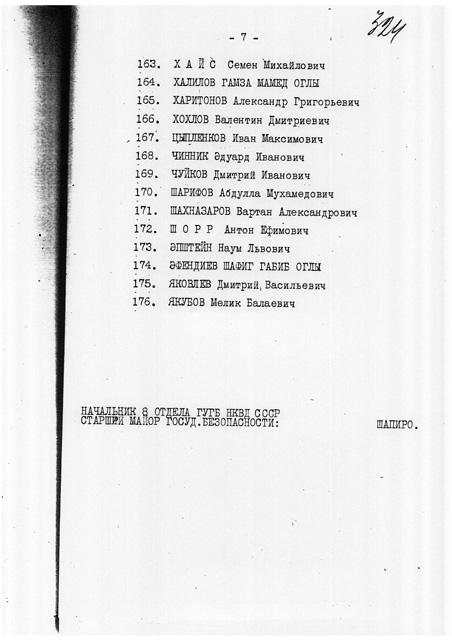 324
- 7 -
163. Х А Й С Семен Михайлович
164. ХАЛИЛОВ ГАМЗА МАМЕД ОГЛЫ
165. ХАРИТОНОВ Александр Григорьевич
166. ХОХЛОВ Валентин Дмитриевич
167. ЦЫПЛЕНКОВ Иван Максимович
168. ЧИННИК Эдуард Иванович
169. ЧУЙКОВ Дмитрий Иванович
170. ШАРИФОВ Абдулла Мухамедович
171. ШАХНАЗАРОВ Вартан Александрович
172. Ш О Р Р Антон Ефимович
173. ЭПШТЕЙН Наум Львович
174. ЭФЕНДИЕВ ШАФИГ ГАБИБ ОГЛЫ
175. ЯКОВЛЕВ Дмитрий Васильевич
176. ЯКУБОВ Мелик Балаевич
НАЧАЛЬНИК 8 ОТДЕЛА ГУГБ НКВД СССР
СТАРШИЙ МАЙОР ГОСУД.БЕЗОПАСНОСТИ: ШАПИРО.